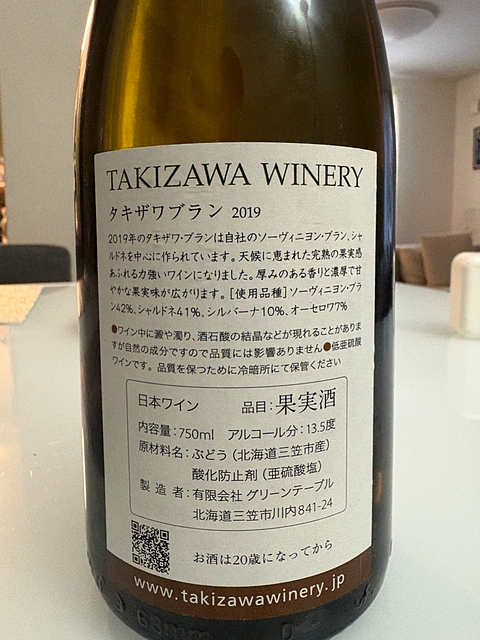 TAKIZAWA WINERY
タキザワブラン 2019
2019年のタキザワ・ブランは自社のソーヴィニヨン・ブラン、シャ
ルドネを中心に作られています。天候に恵まれた完熟の果実感
あふれる力強いワインになりました。厚みのある香りと濃厚で甘
やかな果実味が広がります。[使用品種]ソーヴィニヨン・ブラ
ン42%、シャルドネ41%、シルバーナ10%、オーセロワ7%
●ワイン中に澱や濁り、酒石酸の結晶などが現れることがありま
すが自然の成分ですので品質には影響ありません●低亜硫酸
ワインです。品質を保つために冷暗所にて保管ください
日本ワイン 品目:果実酒
内容量:750ml アルコール分:13.5度
原材料名:ぶどう(北海道三笠市産)
酸化防止剤(亜硫酸塩)
製造者:有限会社 グリーンテーブル
北海道三笠市川内841-24
お酒は20歳になってから
www.takizawawinery.jp